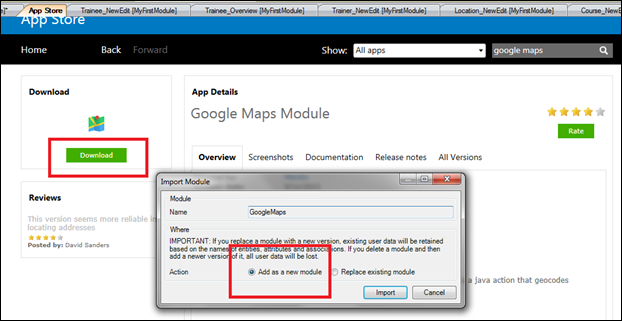 App Store
Trainee_NewEdit [MyFirstModule]
Trainee_Overview [MyFirstModule]
Trainer_NewEdit [MyFirstModule]
Location_NewEdit [MyFirstModule]
Course_NewE
App Store
Home Back Forward Show: All apps google maps
Download
Download
Reviews
This version seems more reliable in
locating addresses
Posted by: David Sanders
App Details
Google Maps Module
Rate
Overview Screenshots Documentation Release notes All Versions
Import Module
Module
Name GoogleMaps
Where
IMPORTANT: If you replace a module with a new version, existing user data will be retained
based on the names of entities, attributes and associations. If you delete a module and then
add a newer version of it, all user data will be lost.
Action Add as a new module Replace existing module
Import Cancel
a java action that geocodes